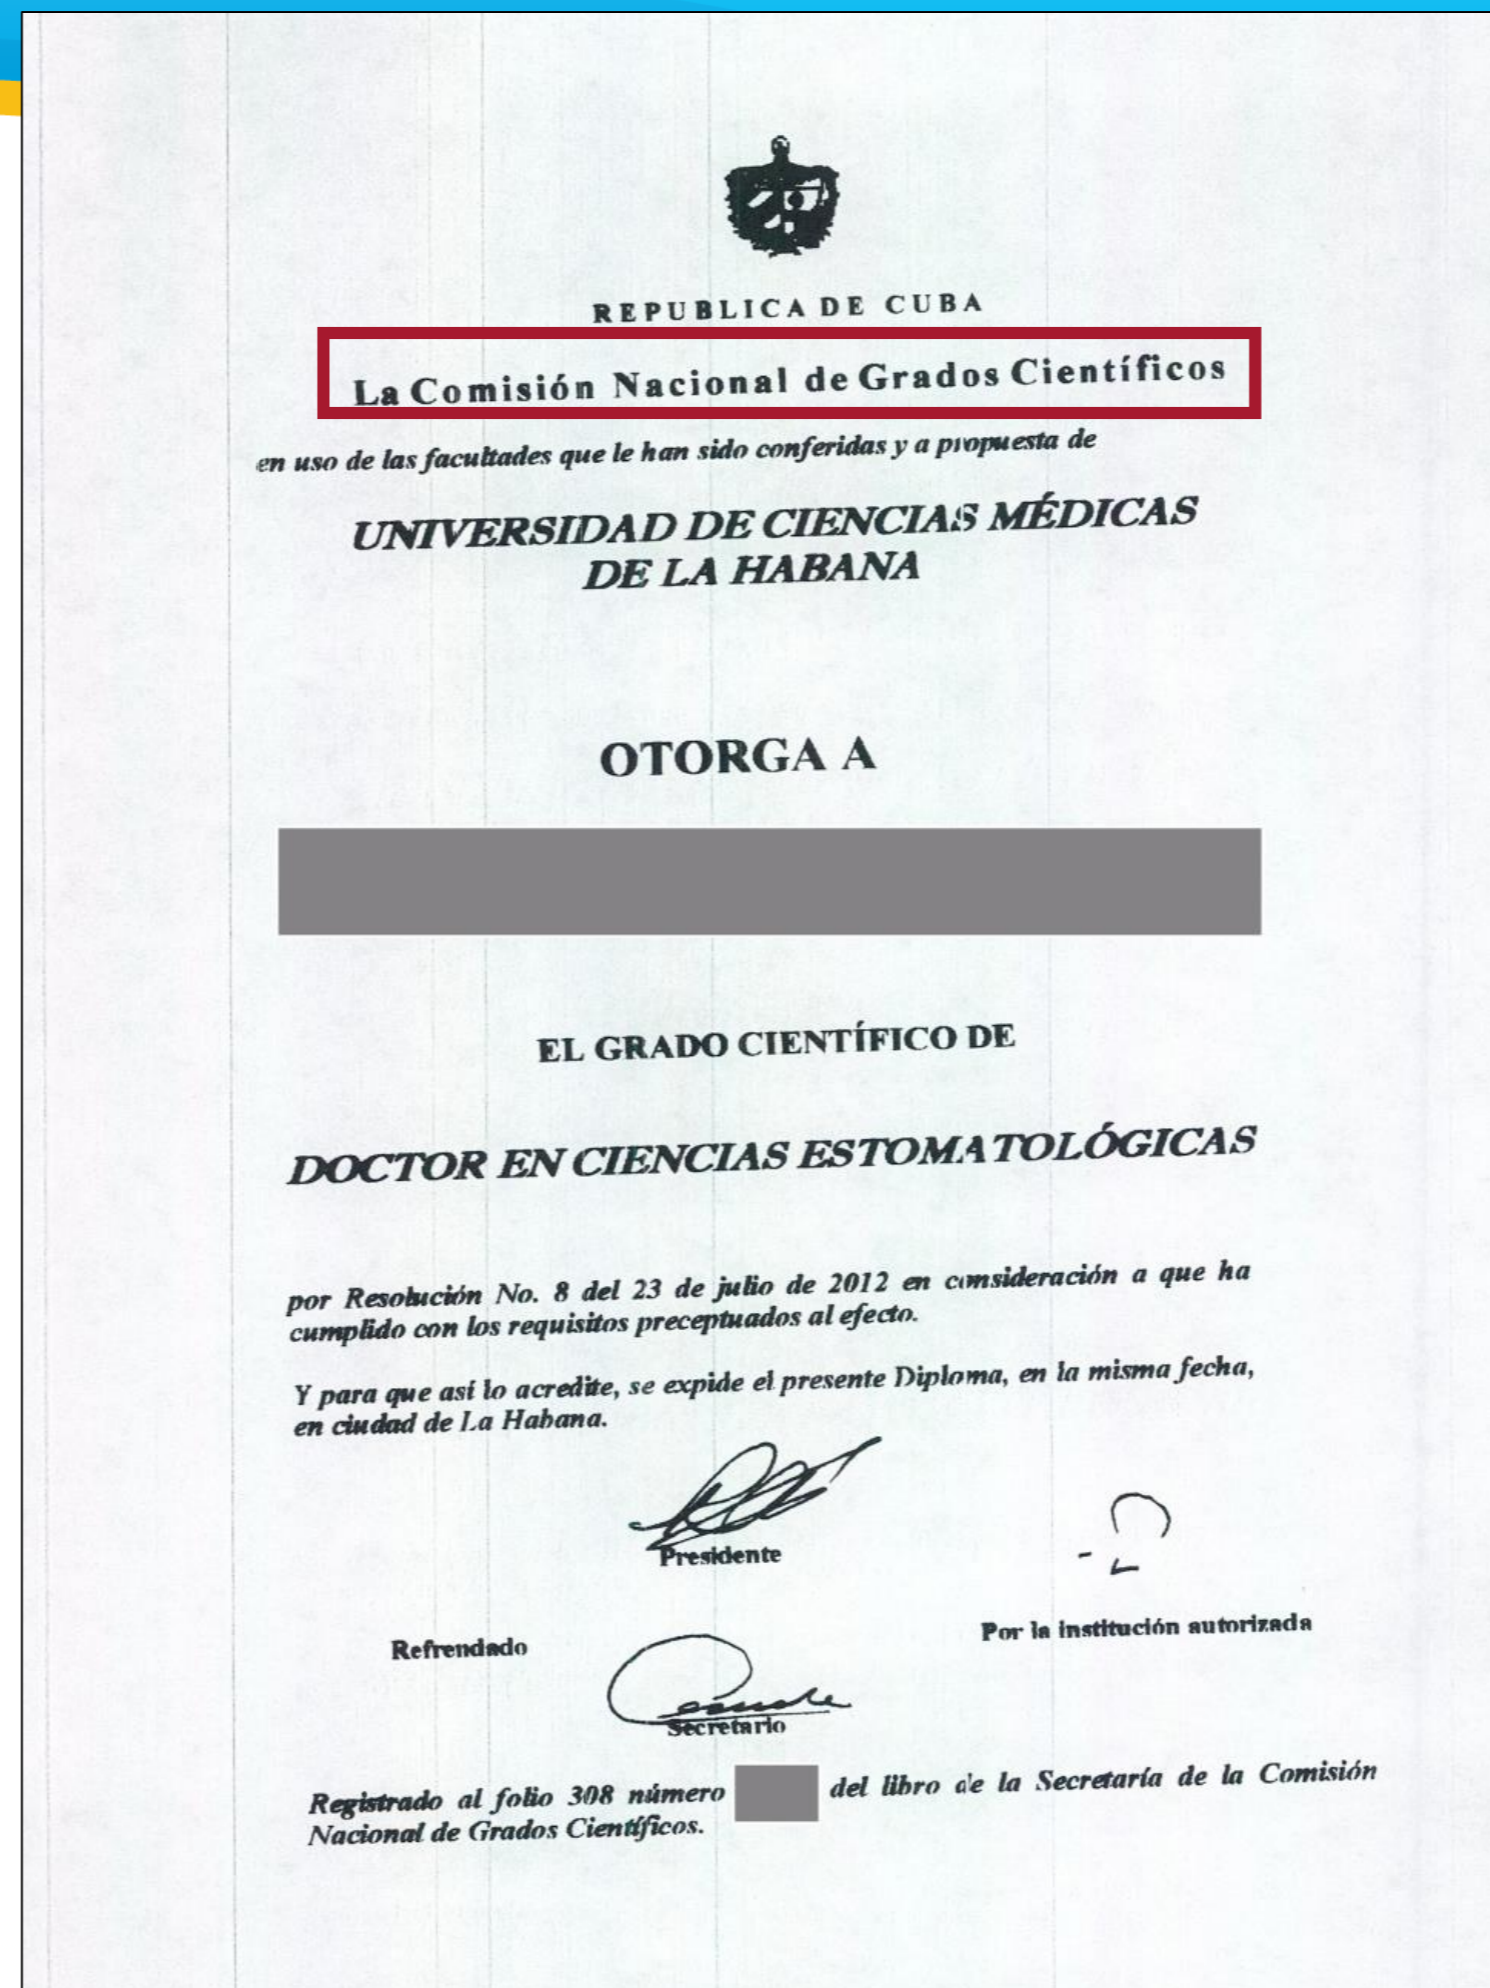 REPUBLICA DE CUBA
La Comisión Nacional de Grados Científicos
en uso de las facultades que le han sido conferidas y a propuesta de
UNIVERSIDAD DE CIENCIAS MÉDICAS
DE LA HABANA
OTORGA A
EL GRADO CIENTÍFICO DE
DOCTOR EN CIENCIAS ESTOMATOLÓGICAS
por Resolución No. 8 del 23 de julio de 2012 en consideración a que ha
cumplido con los requisitos preceptuados al efecto.
Y para que así lo acredite, se expide el presente Diploma, en la misma fecha,
en ciudad de La Habana.
Presidente
Por la institución autorizada
Refrendado
Secretario
Registrado al folio 308 número del libro de la Secretaría de la Comisión
Nacional de Grados Científicos.